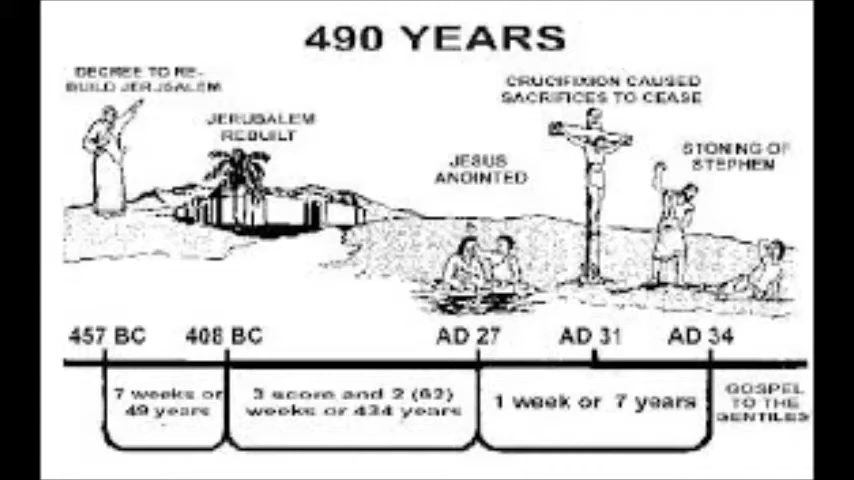 490 YEARS
DECREE TO RE-
BUILD JERUSALEM
JERUSALEM
REBUILT
JESUS
ANOINTED
CRUCIFIXION CAUSED
SACRIFICES TO CEASE
STONING OF
STEPHEN
457 BC
408 BC
AD 27
AD 31
AD 34
7 weeks or
49 years
3 score and 2 (62)
weeks or 434 years
1 week or 7 years
GOSPEL
TO THE
GENTILES